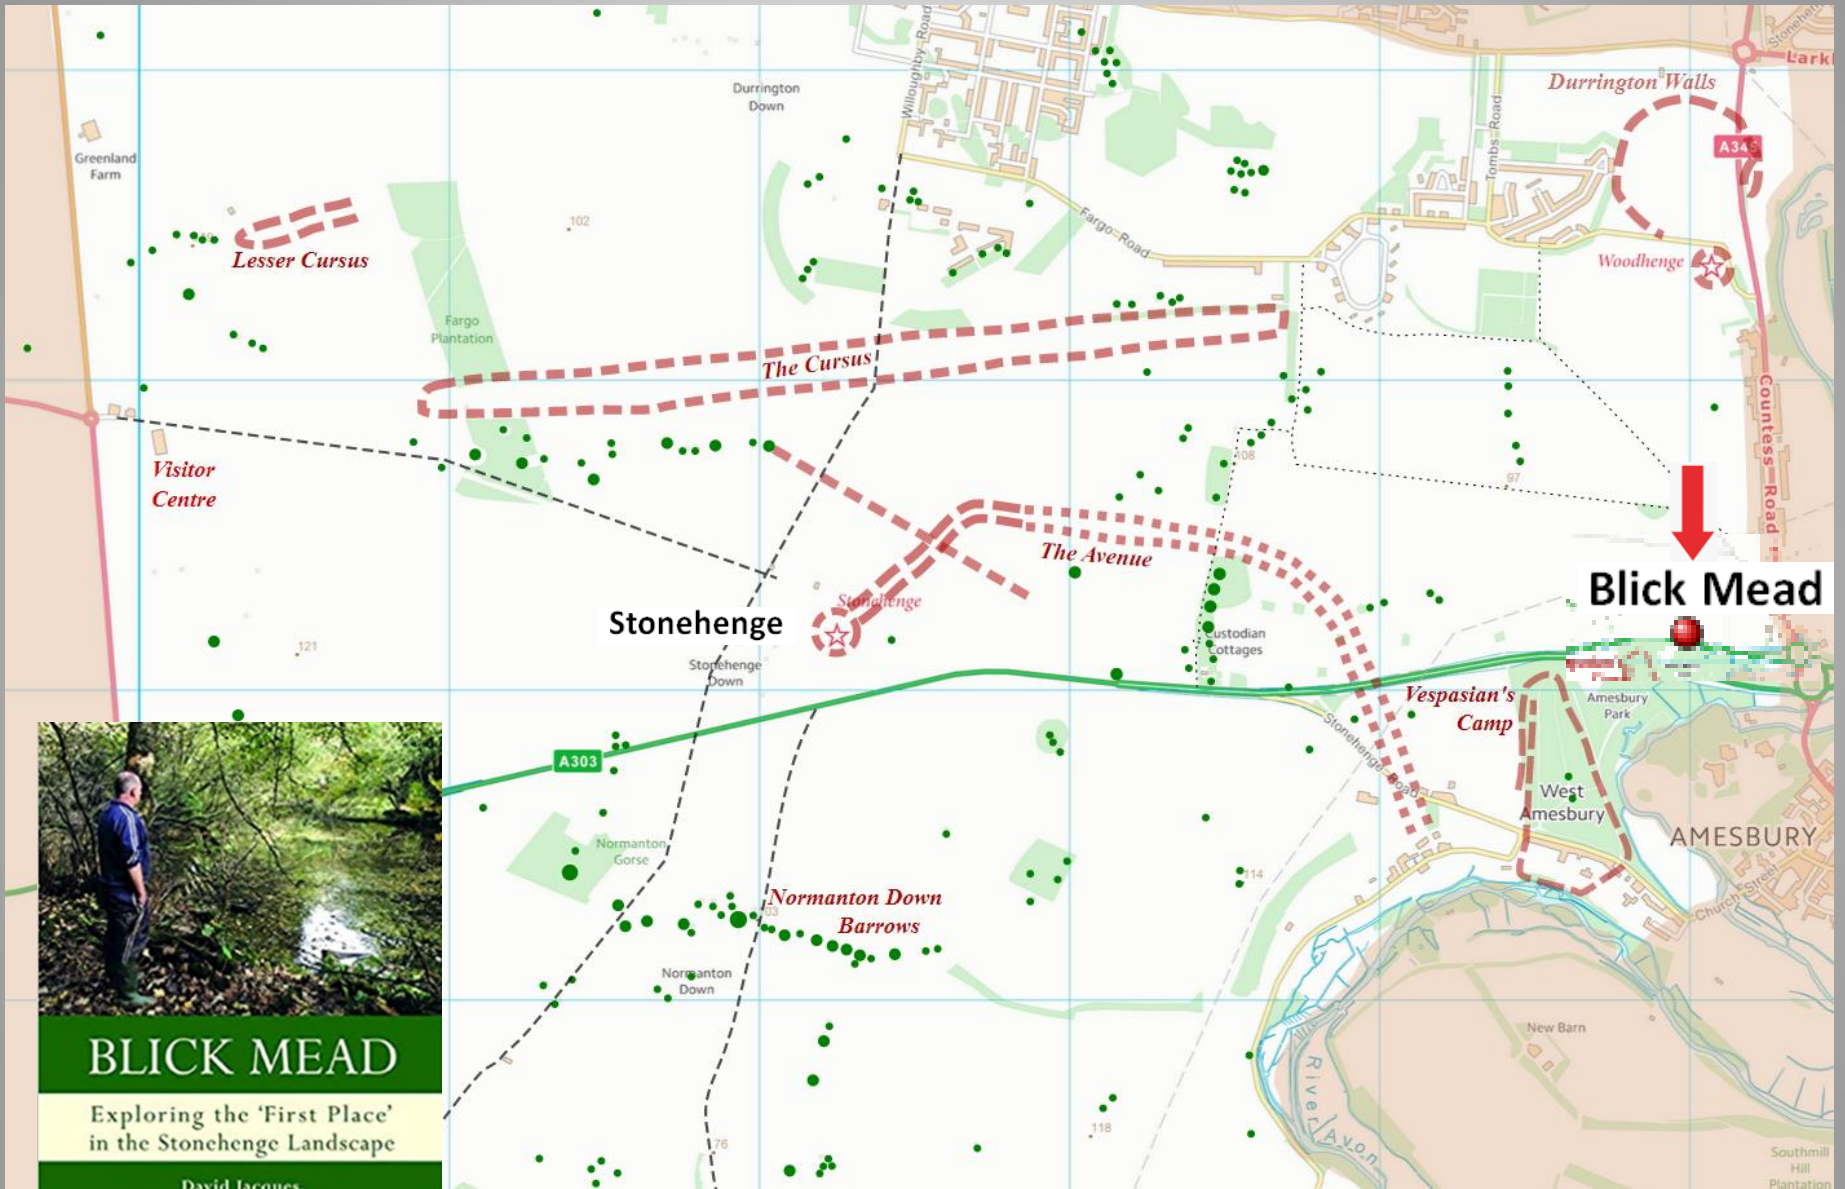 Willoughby Road
Stonehen
Larkh
Durrington Walls
Durrington
Down
Tombs Road
A345
Greenland
Farm
102
Fargo Road
Lesser Cursus
Woodhenge
Fargo
Plantation
The Cursus
Countess Road
Visitor
Centre
108
97
The Avenue
Blick Mead
Stonehenge
Stonehenge
Custodian
Cottages
121
Stonehenge
Down
Vespasian's
Camp
Amesbury
Park
Stonehenge Road
A303
West
Amesbury
AMESBURY
Normanton
Gorse
114
Normanton Down
Barrows
03
Church Street
Normanton
Down
New Barn
River Avon
BLICK MEAD
Exploring the 'First Place'
in the Stonehenge Landscape
David Jacques
118
76
Southmill
Hill
Plantation